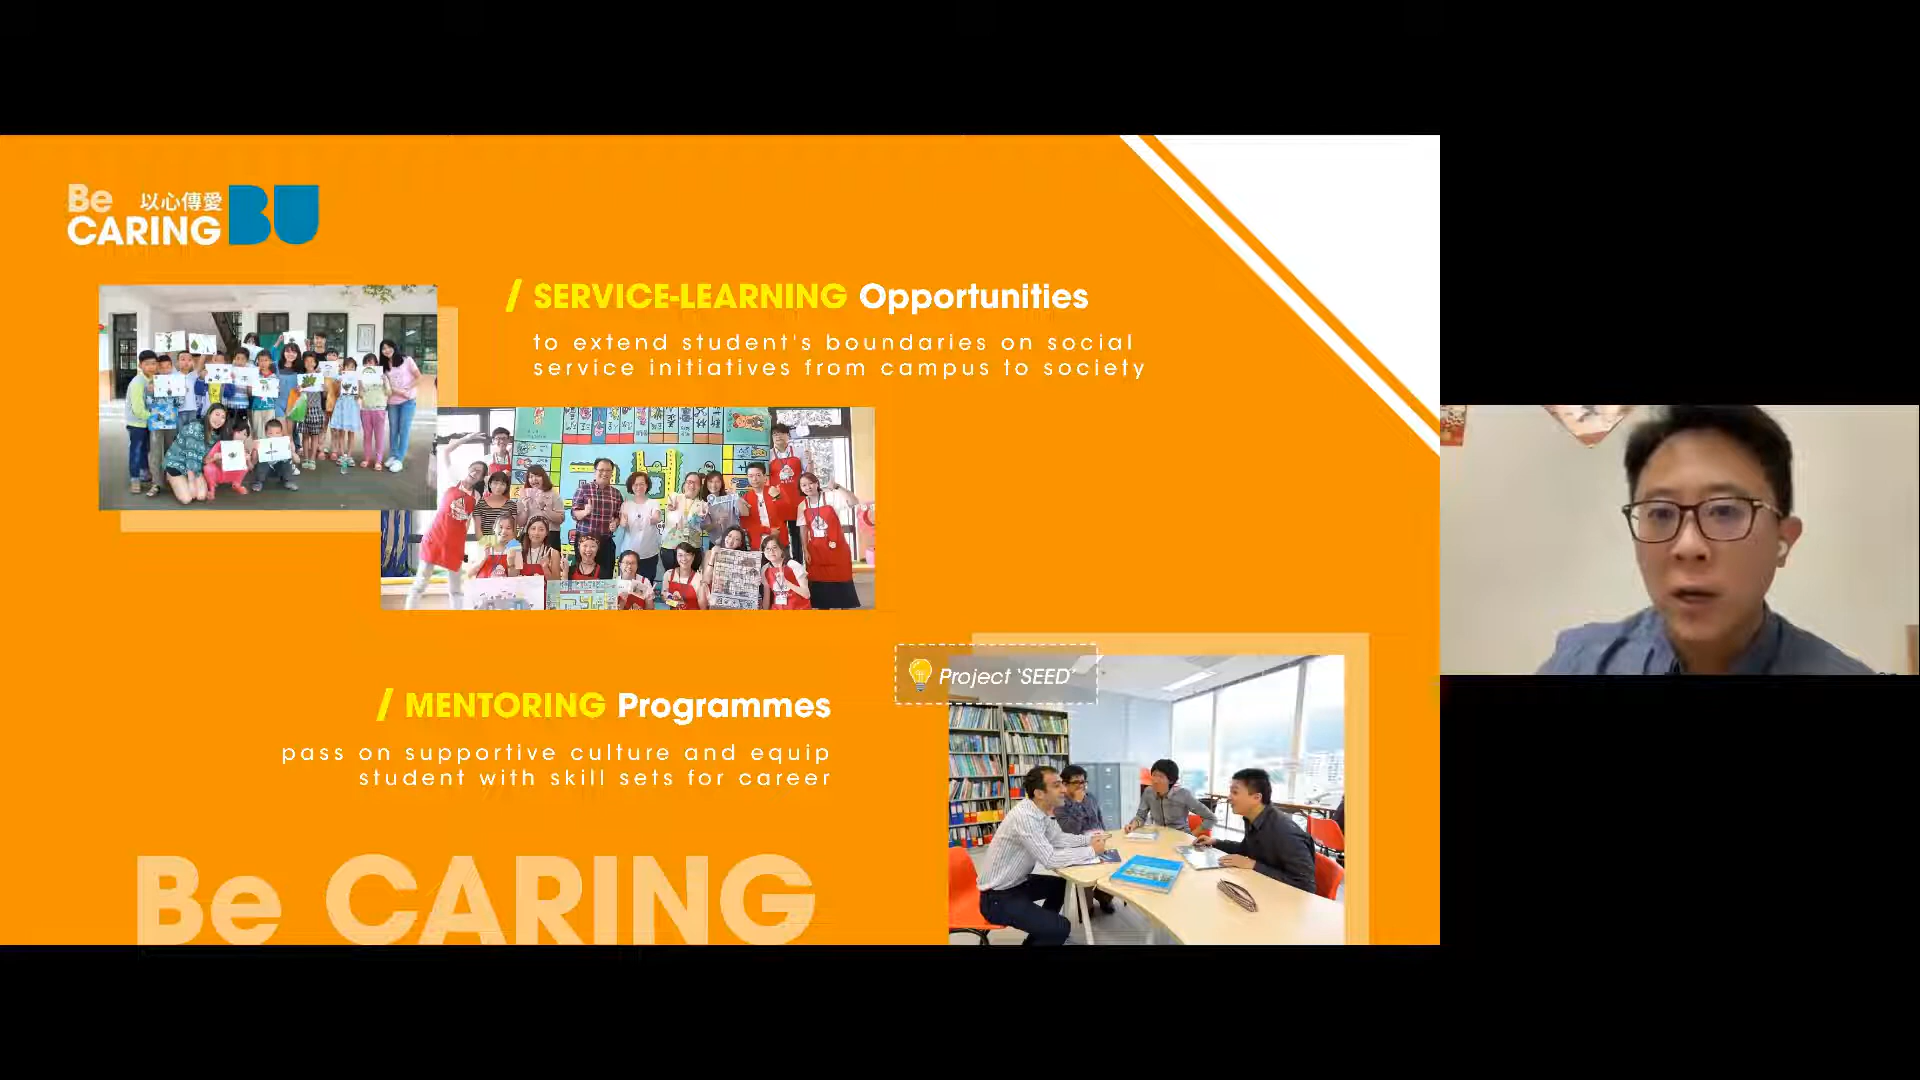 Be 以心傳愛
CARING BU
/ SERVICE-LEARNING Opportunities
to extend student's boundaries on social
service initiatives from campus to society
Project 'SEED'
/ MENTORING Programmes
pass on supportive culture and equip
student with skill sets for career
Be CARING